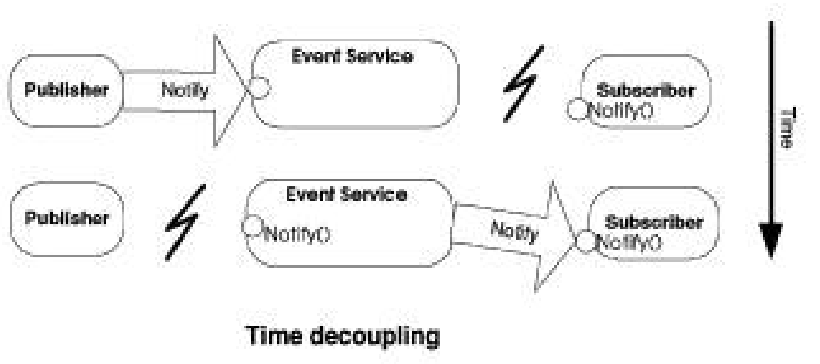 Event Service
Publisher
Notify
Subscriber
Notify()
Time
Event Service
Publisher
Notify()
Notify
Subscriber
Notify()
Time decoupling